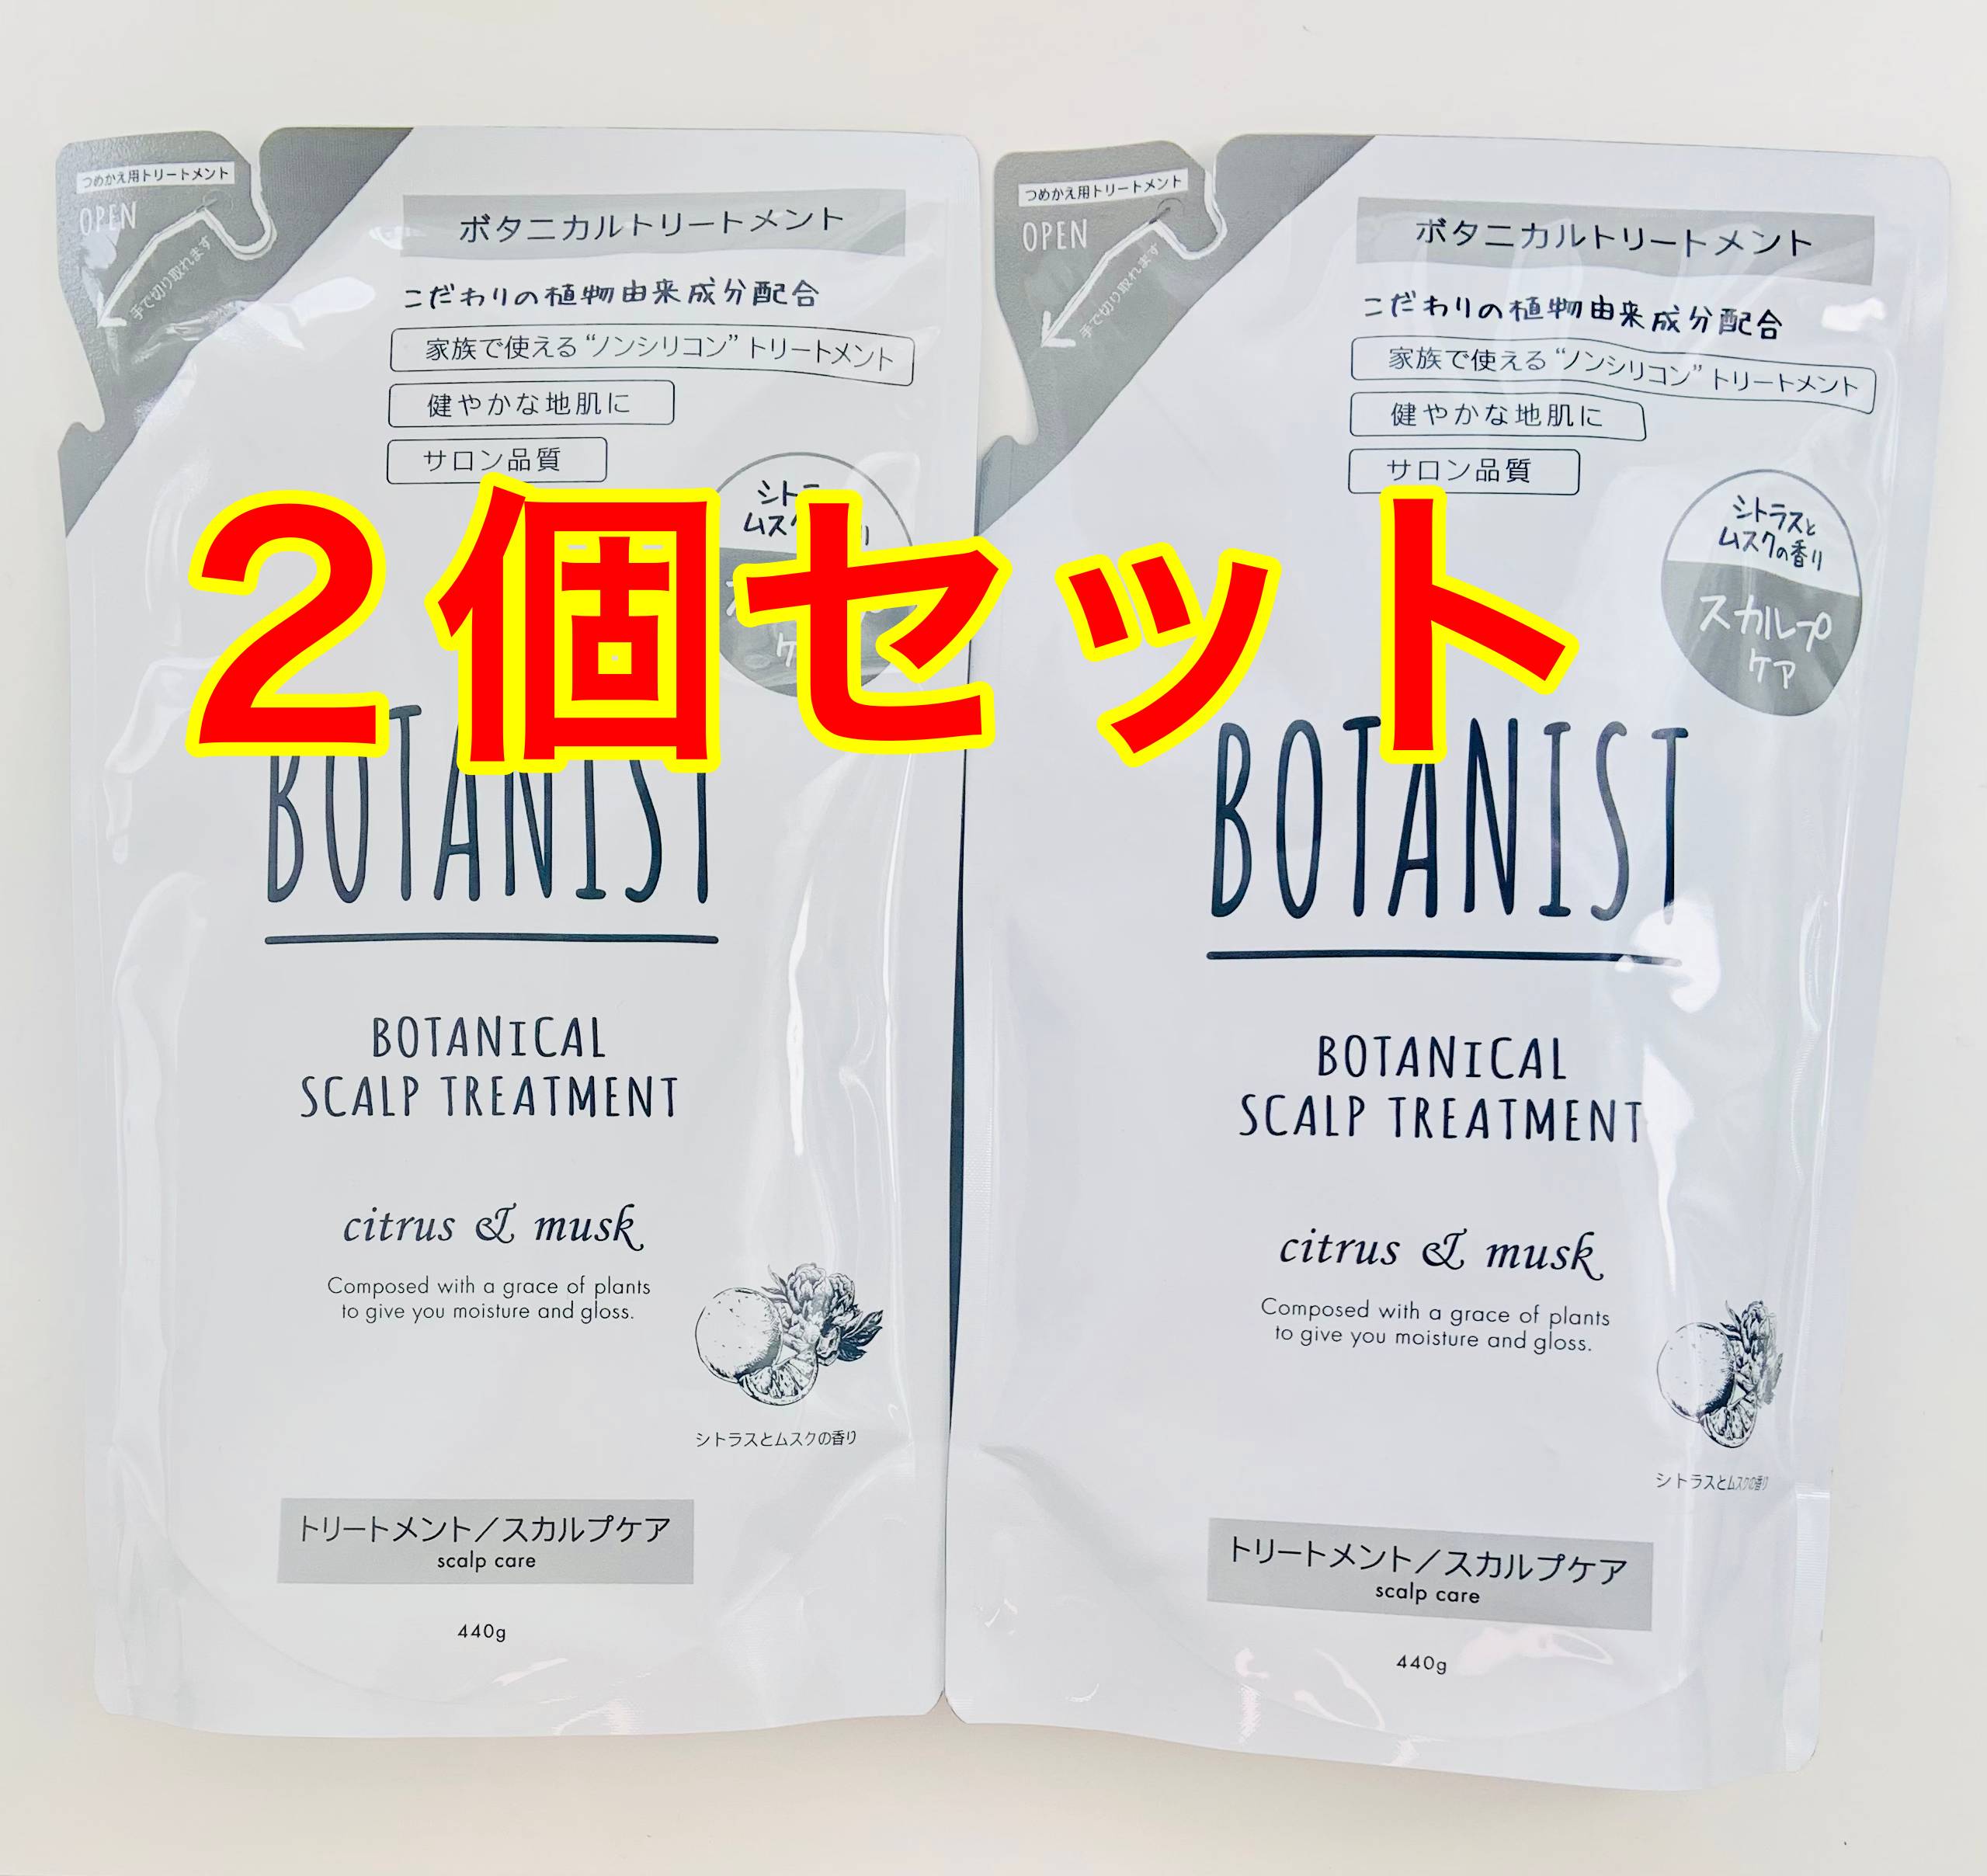 つめかえ用トリートメント
OPEN
手で切り取れます
ボタニカルトリートメント
こだわりの植物由来成分配合
家族で使える“ノンシリコン”トリートメント
健やかな地肌に
サロン品質
BOTANIST
BOTANICAL
SCALP TREATMENT
citrus & musk
Composed with a grace of plants
to give you moisture and gloss.
シトラスとムスクの香り
トリートメント／スカルプケア
scalp care
440g
２個セット
つめかえ用トリートメント
OPEN
手で切り取れます
ボタニカルトリートメント
こだわりの植物由来成分配合
家族で使える“ノンシリコン”トリートメント
健やかな地肌に
サロン品質
シトラスと
ムスクの香り
スカルプ
ケア
BOTANIST
BOTANICAL
SCALP TREATMENT
citrus & musk
Composed with a grace of plants
to give you moisture and gloss.
シトラスとムスクの香り
トリートメント／スカルプケア
scalp care
440g